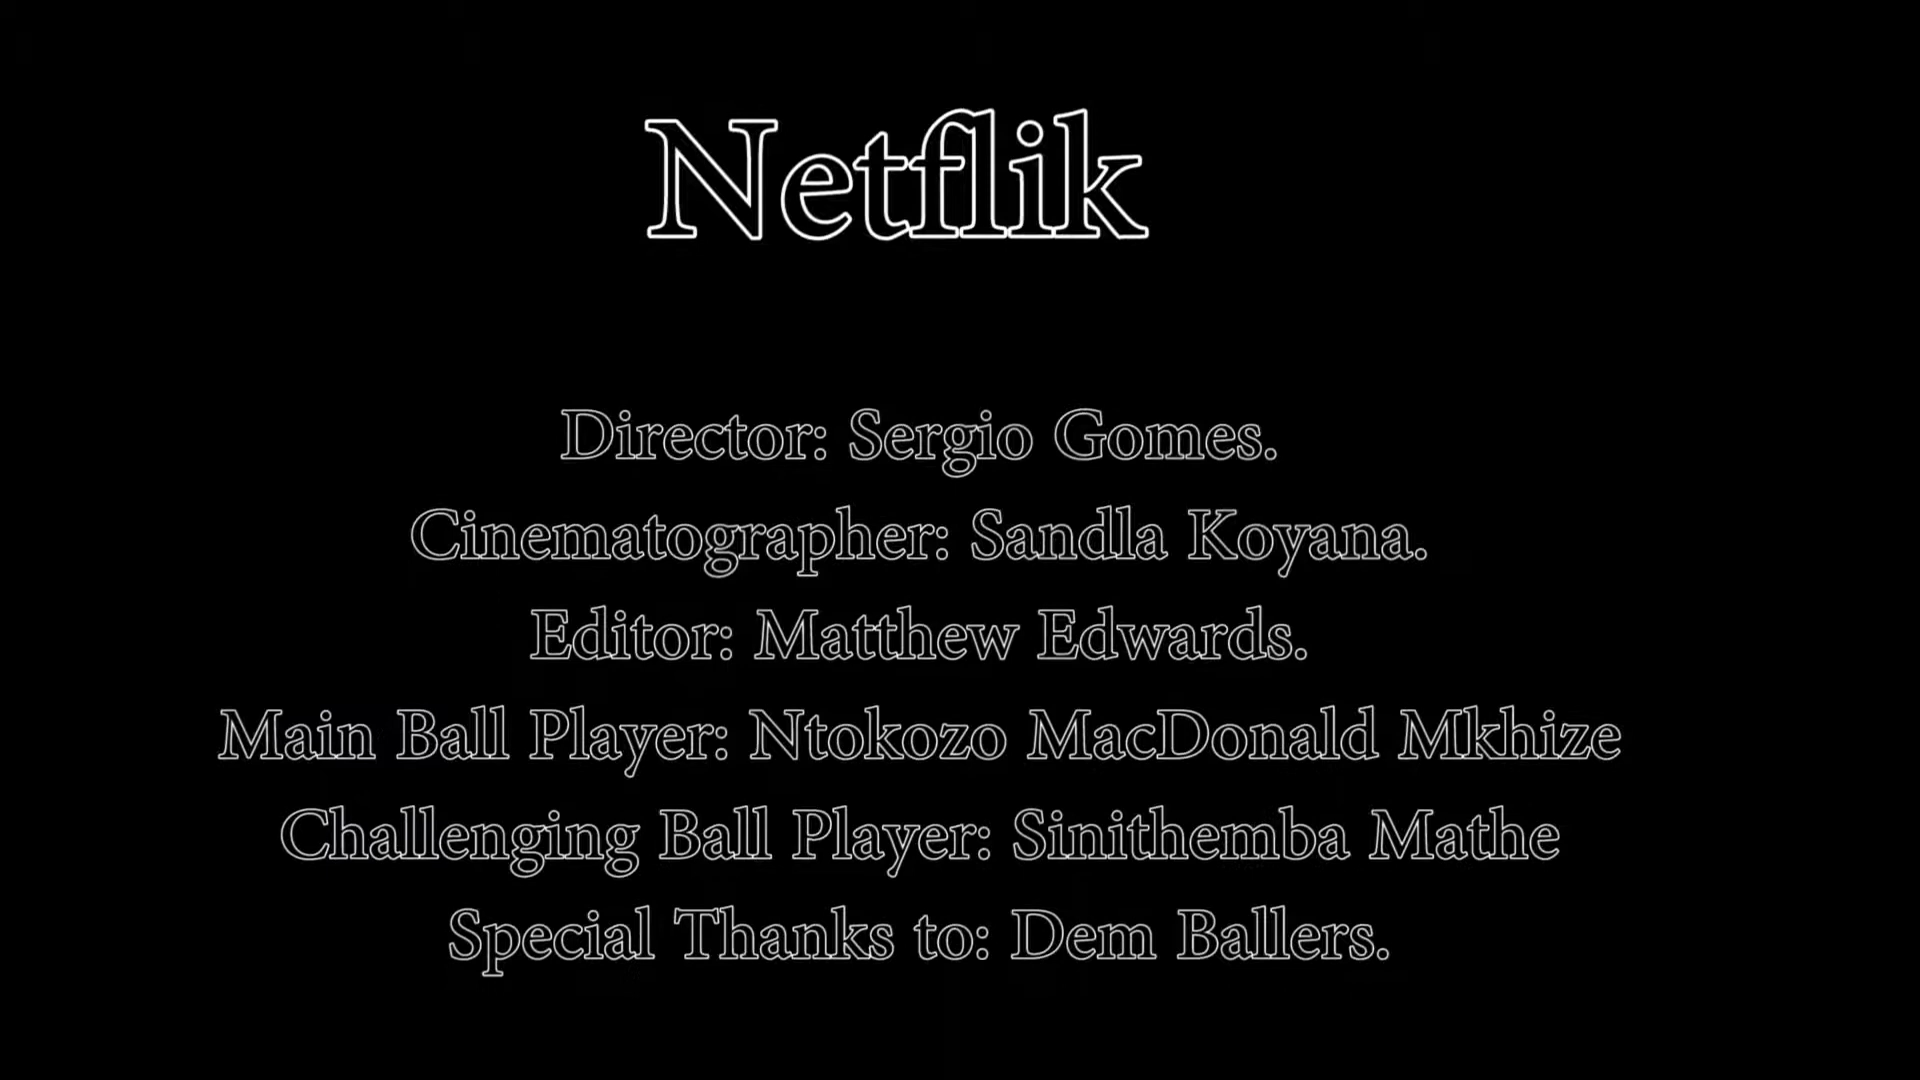 Netflik
Director: Sergio Gomes.
Cinematographer: Sandla Koyana.
Editor: Matthew Edwards.
Main Ball Player: Ntokozo MacDonald Mkhize
Challenging Ball Player: Sinithemba Mathe
Special Thanks to: Dem Ballers.